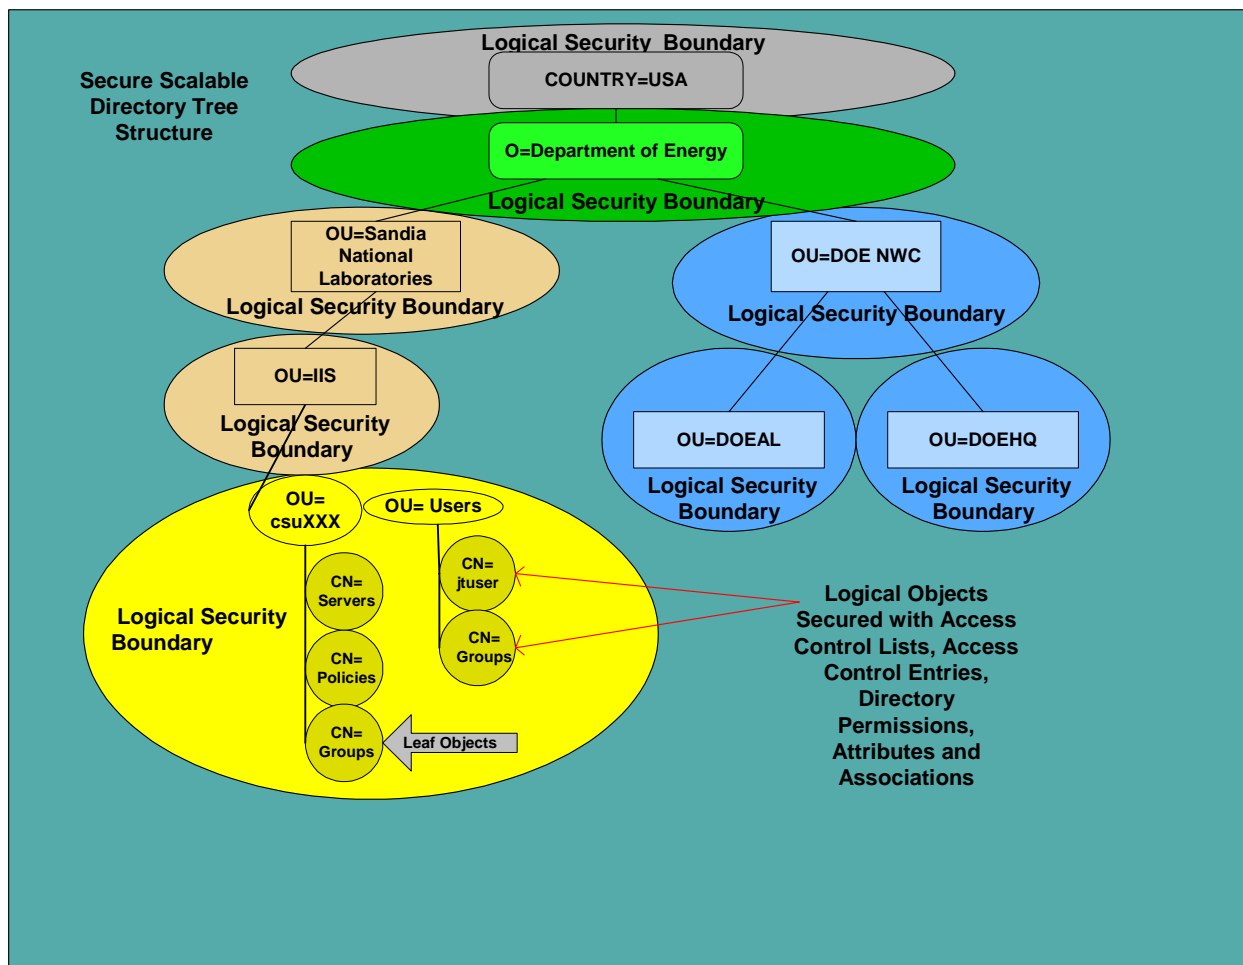 Logical Security Boundary
COUNTRY=USA
Secure Scalable
Directory Tree
Structure
O=Department of Energy
Logical Security Boundary
OU=Sandia
National
Laboratories
Logical Security Boundary
OU=DOE NWC
Logical Security Boundary
OU=IIS
Logical Security
Boundary
OU=DOEAL
Logical Security
Boundary
OU=DOEHQ
Logical Security
Boundary
OU=
csuXXX
OU= Users
CN=
Servers
CN=
Policies
CN=
Groups
CN=
jtuser
CN=
Groups
Logical Security
Boundary
Leaf Objects
Logical Objects
Secured with Access
Control Lists, Access
Control Entries,
Directory
Permissions,
Attributes and
Associations